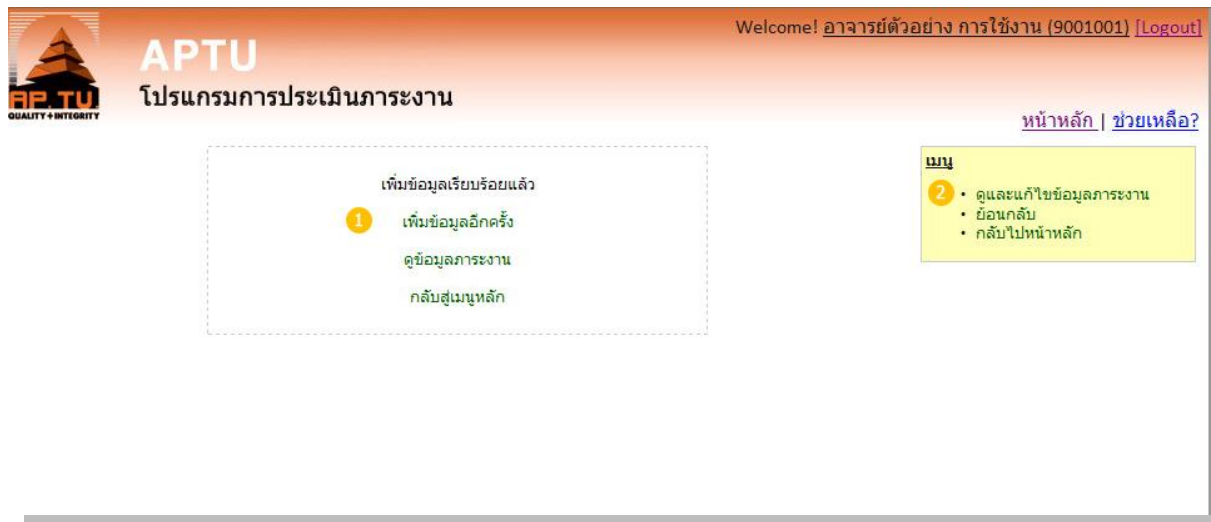 Welcome! อาจารย์ตัวอย่าง การใช้งาน (9001001) [Logout]
APTU
โปรแกรมการประเมินภาระงาน
AP.TU
QUALITY+INTEGRITY
หน้าหลัก | ช่วยเหลือ?
เพิ่มข้อมูลเรียบร้อยแล้ว
1 เพิ่มข้อมูลอีกครั้ง
ดูข้อมูลภาระงาน
กลับสู่เมนูหลัก
เมนู
2 • ดูและแก้ไขข้อมูลภาระงาน
• ย้อนกลับ
• กลับไปหน้าหลัก